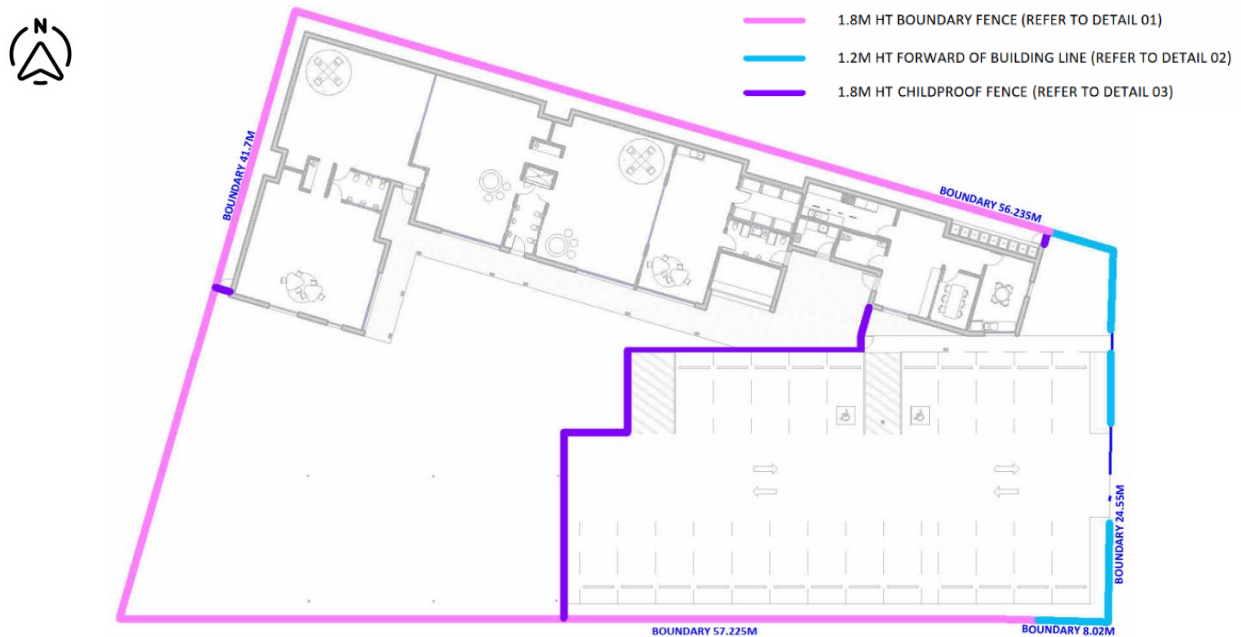 N
1.8M HT BOUNDARY FENCE (REFER TO DETAIL 01)
1.2M HT FORWARD OF BUILDING LINE (REFER TO DETAIL 02)
1.8M HT CHILDPROOF FENCE (REFER TO DETAIL 03)
BOUNDARY 41.7M
BOUNDARY 56.235M
BOUNDARY 24.55M
BOUNDARY 57.225M
BOUNDARY 8.02M